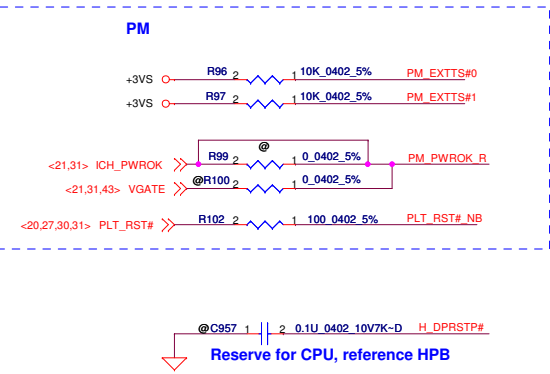 PM
+3VS R96 2 1 10K_0402_5% PM_EXTTS#0
+3VS R97 2 1 10K_0402_5% PM_EXTTS#1
@
<21,31> ICH_PWROK R99 2 1 0_0402_5% PM_PWROK_R
<21,31,43> VGATE @R100 2 1 0_0402_5%
<20,27,30,31> PLT_RST# R102 2 1 100_0402_5% PLT_RST#_NB
@C957 1 2 0.1U_0402_10V7K~D H_DPRSTP#
Reserve for CPU, reference HPB